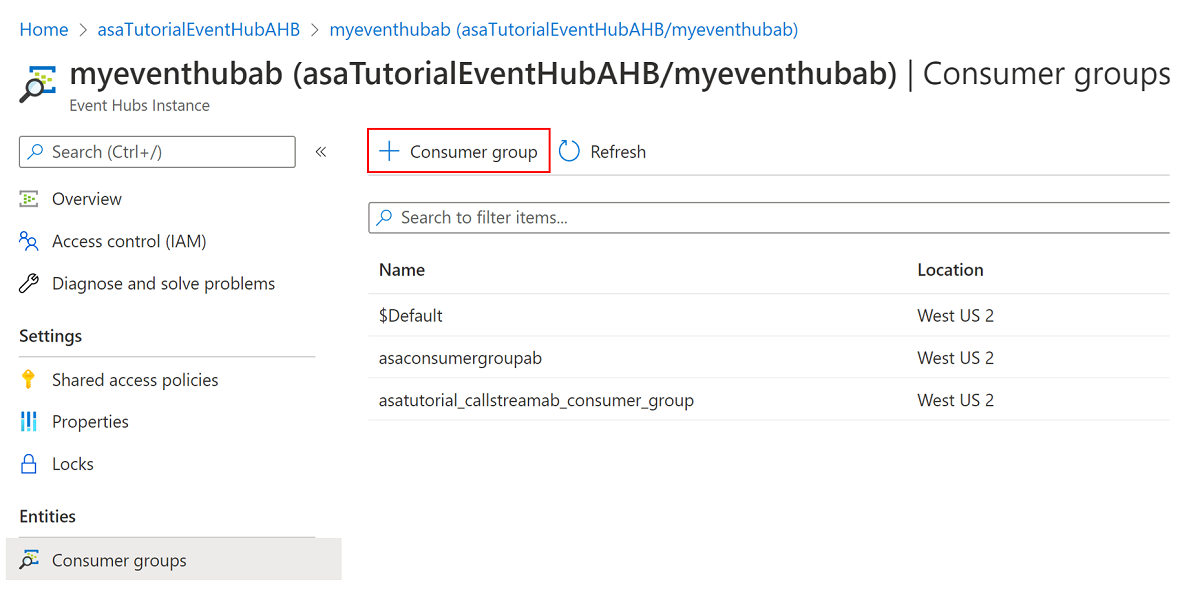 Home > asaTutorialEventHubAHB > myeventhubab (asaTutorialEventHubAHB/myeventhubab)
myeventhubab (asaTutorialEventHubAHB/myeventhubab) | Consumer groups
Event Hubs Instance
Search (Ctrl+/) «
+ Consumer group Refresh
Overview
Access control (IAM)
Diagnose and solve problems
Settings
Shared access policies
Properties
Locks
Entities
Consumer groups
Search to filter items...
Name Location
$Default West US 2
asaconsumergroupab West US 2
asatutorial_callstreamab_consumer_group West US 2